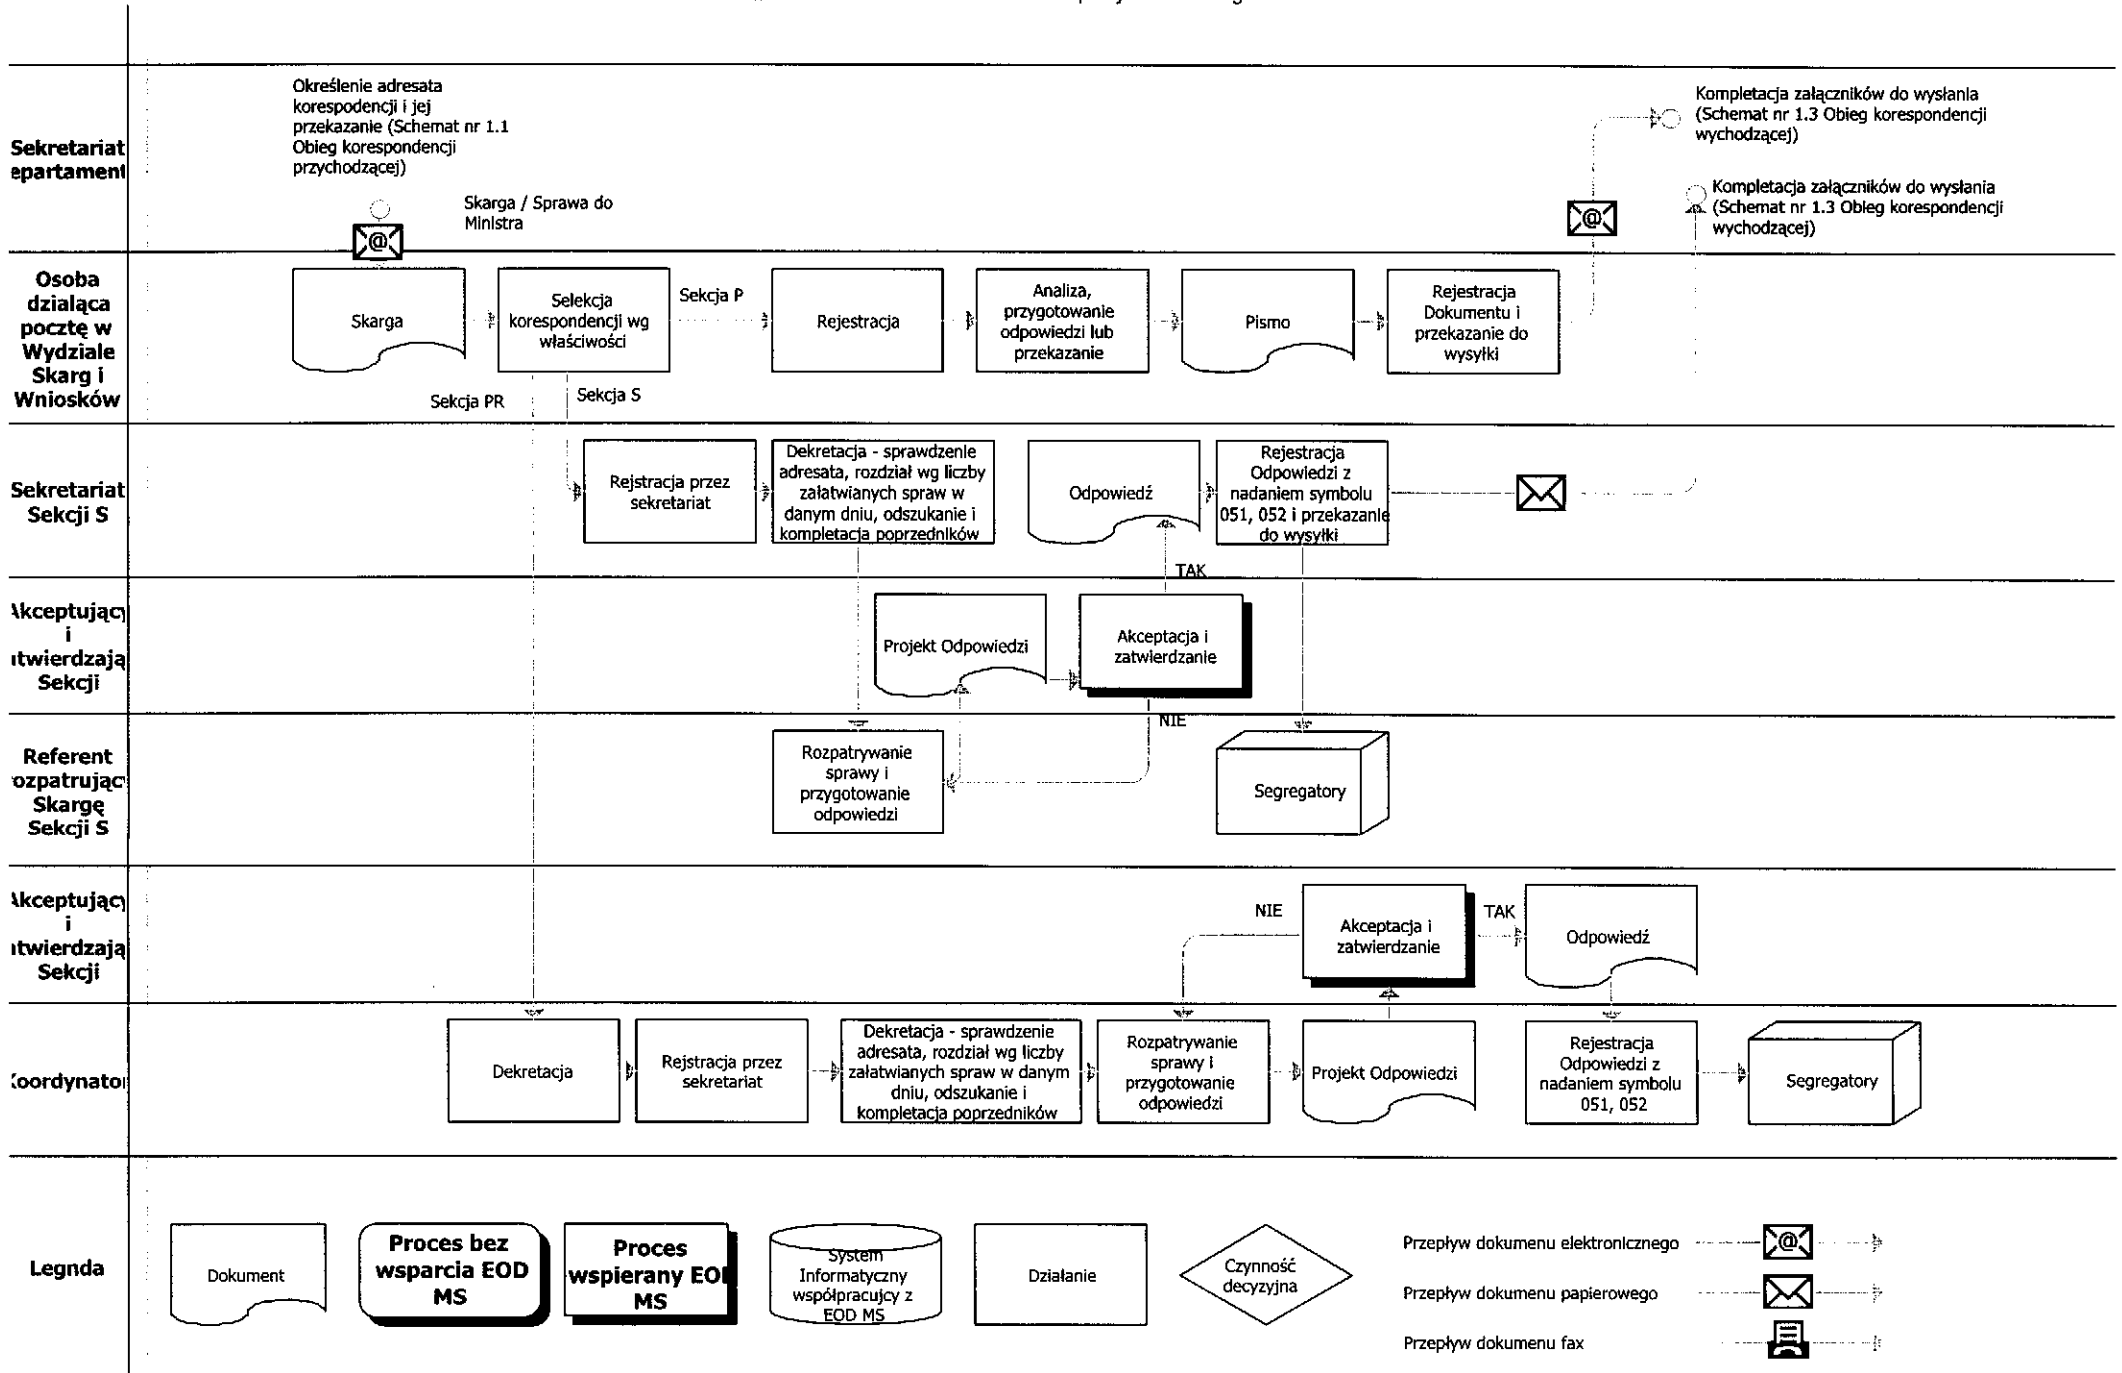 Sekretariat
epartament
Określenie adresata
korespodencji i jej
przekazanie (Schemat nr 1.1
Obieg korespondencji
przychodzącej)
Skarga / Sprawa do
Ministra
Kompletacja załączników do wysłania
(Schemat nr 1.3 Obieg korespondencji
wychodzącej)
Kompletacja załączników do wysłania
(Schemat nr 1.3 Obieg korespondencji
wychodzącej)
Osoba
dzialąca
pocztę w
Wydziale
Skarg i
Wniosków
Skarga
Selekcja
korespondencji wg
właściwości
Sekcja P
Rejestracja
Analiza,
przygotowanie
odpowiedzi lub
przekazanie
Pismo
Rejestracja
Dokumentu i
przekazanie do
wysyłki
Sekcja PR
Sekcja S
Sekretariat
Sekcji S
Rejstracja przez
sekretariat
Dekretacja - sprawdzenie
adresata, rozdział wg liczby
załatwianych spraw w
danym dniu, odszukanie i
kompletacja poprzedników
Odpowiedź
Rejestracja
Odpowiedzi z
nadaniem symbolu
051, 052 i przekazanie
do wysyłki
TAK
Akceptując
i
twierdzają
Sekcji
Projekt Odpowiedzi
Akceptacja i
zatwierdzanie
NIE
Referent
ozpatrując
Skargę
Sekcji S
Rozpatrywanie
sprawy i
przygotowanie
odpowiedzi
Segregatory
Akceptując
i
twierdzają
Sekcji
NIE
Akceptacja i
zatwierdzanie
TAK
Odpowiedź
Koordynator
Dekretacja
Rejstracja przez
sekretariat
Dekretacja - sprawdzenie
adresata, rozdział wg liczby
załatwianych spraw w danym
dniu, odszukanie i
kompletacja poprzedników
Rozpatrywanie
sprawy i
przygotowanie
odpowiedzi
Projekt Odpowiedzi
Rejestracja
Odpowiedzi z
nadaniem symbolu
051, 052
Segregatory
Legnda
Dokument
Proces bez
wsparcia EOD
MS
Proces
wspierany EOD
MS
System
Informatyczny
współpracujcy z
EOD MS
Działanie
Czynność
decyzyjna
Przepływ dokumenu elektronicznego
Przepływ dokumenu papierowego
Przepływ dokumenu fax